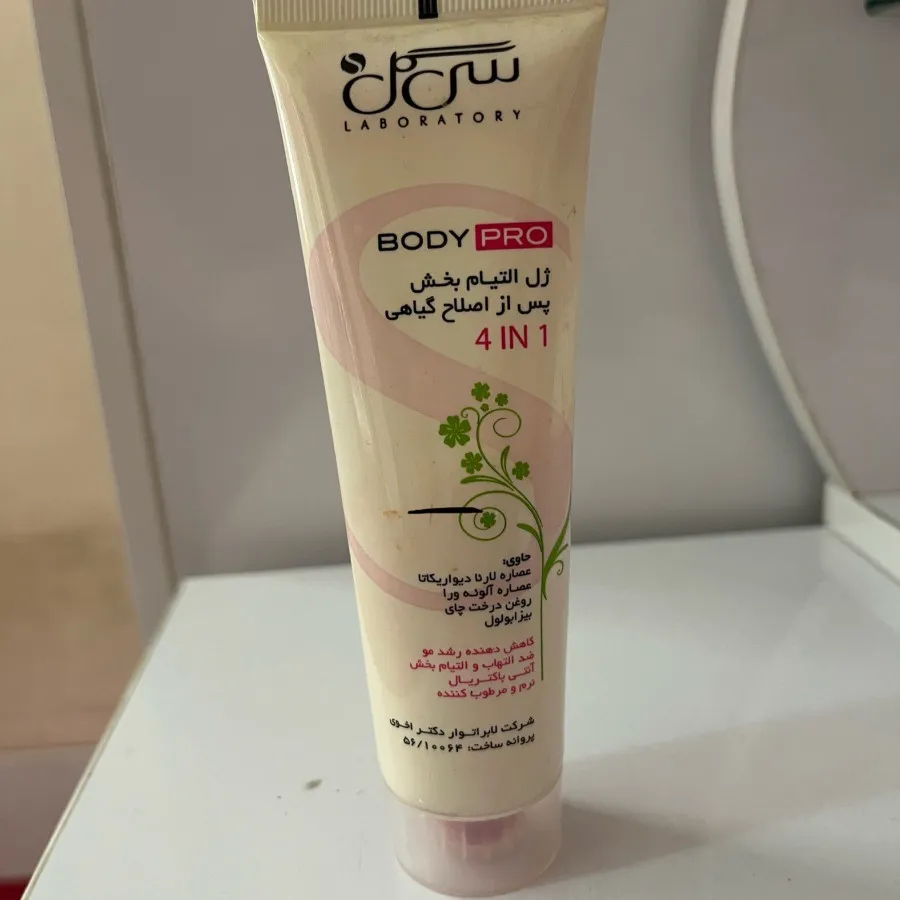 سی گل
LABORATORY
BODY PRO
ژل التیام بخش
پس از اصلاح گیاهی
4 IN 1
حاوی:
عصاره لارئا دیواریکاتا
عصاره آلوئه ورا
روغن درخت چای
بیزابولول
کاهش دهنده رشد مو
ضد التهاب و التیام بخش
آنتی باکتریال
نرم و مرطوب کننده
شرکت لابراتوار دکتر اخوی
پروانه ساخت: ۵۶/۱۰۰۶۴